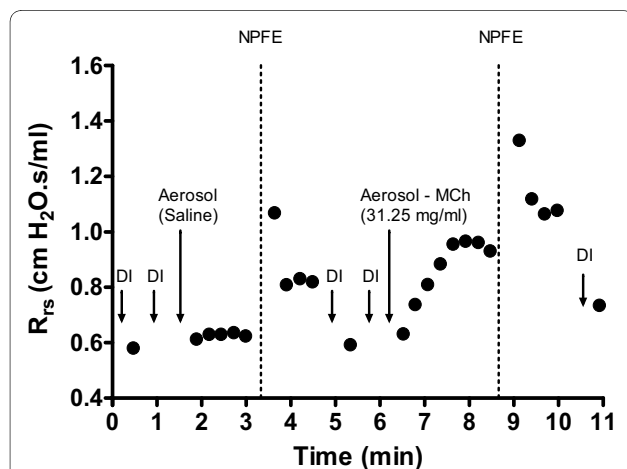 NPFE NPFE
1.6
1.4
1.2
1.0
0.8
0.6
0.4
Rrs (cm H2O.s/ml)
Aerosol
(Saline)
Aerosol - MCh
(31.25 mg/ml)
DI DI DI DI DI
0 1 2 3 4 5 6 7 8 9 10 11
Time (min)